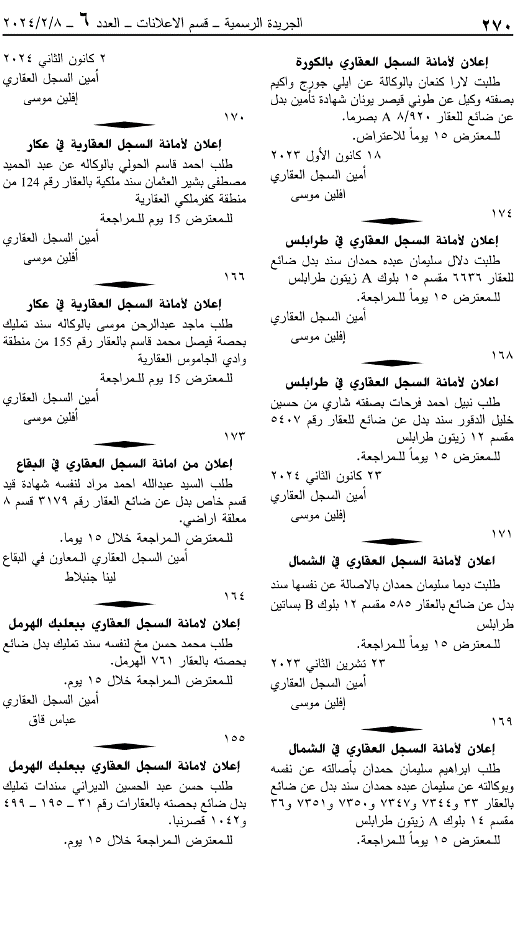 ٢٧٠
الجريدة الرسمية ــ قسم الاعلانات ــ العدد ٦ ــ ٢٠٢٤/٢/٨
إعلان لأمانة السجل العقاري بالكورة
طلبت لارا كنعان بالوكالة عن ايلي جورج واكيم
بصفته وكيل عن طوني قيصر يونان شهادة تأمين بدل
عن ضائع للعقار ٨/٩٢٠ A بصرما.
للمعترض ١٥ يوماً للاعتراض.
١٨ كانون الأول ٢٠٢٣
أمين السجل العقاري
افلين موسى
١٧٤
إعلان لأمانة السجل العقاري في طرابلس
طلبت دلال سليمان عبده حمدان سند بدل ضائع
للعقار ٦٦٣٦ مقسم ١٥ بلوك A زيتون طرابلس
للمعترض ١٥ يوماً للمراجعة.
أمين السجل العقاري
إفلين موسى
١٦٨
اعلان لأمانة السجل العقاري في طرابلس
طلب نبيل احمد فرحات بصفته شاري من حسين
خليل الدقور سند بدل عن ضائع للعقار رقم ٥٤٠٧
مقسم ١٢ زيتون طرابلس
للمعترض ١٥ يوماً للمراجعة.
٢٣ كانون الثاني ٢٠٢٤
أمين السجل العقاري
إفلين موسى
١٧١
اعلان لأمانة السجل العقاري في الشمال
طلبت ديما سليمان حمدان بالاصالة عن نفسها سند
بدل عن ضائع بالعقار ٥٨٥ مقسم ١٢ بلوك B بساتين
طرابلس
للمعترض ١٥ يوماً للمراجعة.
٢٣ تشرين الثاني ٢٠٢٣
أمين السجل العقاري
إفلين موسى
١٦٩
إعلان لأمانة السجل العقاري في الشمال
طلب ابراهيم سليمان حمدان بأصالته عن نفسه
وبوكالته عن سليمان عبده حمدان سند بدل عن ضائع
بالعقار ٣٣ و٧٣٤٤ و٧٣٤٧ و٧٣٥٠ و٧٣٥١ و٣٦
مقسم ١٤ بلوك A زيتون طرابلس
للمعترض ١٥ يوماً للمراجعة.
٢ كانون الثاني ٢٠٢٤
أمين السجل العقاري
إفلين موسى
١٧٠
إعلان لأمانة السجل العقارية في عكار
طلب احمد قاسم الحولي بالوكاله عن عبد الحميد
مصطفى بشير العثمان سند ملكية بالعقار رقم 124 من
منطقة كفرملكي العقارية
للمعترض 15 يوم للمراجعة
أمين السجل العقاري
أفلين موسى
١٦٦
إعلان لأمانة السجل العقارية في عكار
طلب ماجد عبدالرحن موسى بالوكاله سند تمليك
بحصة فيصل محمد قاسم بالعقار رقم 155 من منطقة
وادي الجاموس العقارية
للمعترض 15 يوم للمراجعة
أمين السجل العقاري
أفلين موسى
١٧٣
إعلان من امانة السجل العقاري في البقاع
طلب السيد عبدالله احمد مراد لنفسه شهادة قيد
قسم خاص بدل عن ضائع العقار رقم ٣١٧٩ قسم ٨
معلقة اراضي.
للمعترض المراجعة خلال ١٥ يوما.
أمين السجل العقاري المعاون في البقاع
لينا جنبلاط
١٦٤
إعلان لامانة السجل العقاري ببعلبك الهرمل
طلب محمد حسن مخ لنفسه سند تمليك بدل ضائع
بحصته بالعقار ٧٦١ الهرمل.
للمعترض المراجعة خلال ١٥ يوم.
أمين السجل العقاري
عباس قاق
١٥٥
إعلان لامانة السجل العقاري ببعلبك الهرمل
طلب حسن عبد الحسين الديراني سندات تمليك
بدل ضائع بحصته بالعقارات رقم ٣١ ــ ١٩٥ ــ ٤٩٩
و١٠٤٢ قصرنبا.
للمعترض المراجعة خلال ١٥ يوم.